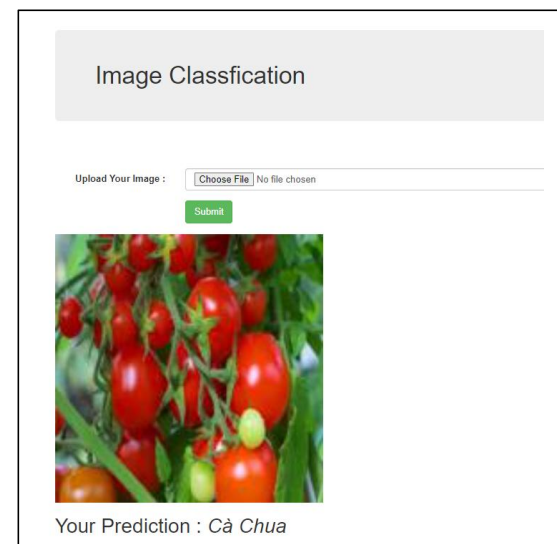 Image Classfication
Upload Your Image : Choose File No file chosen
Submit
Your Prediction : Cà Chua